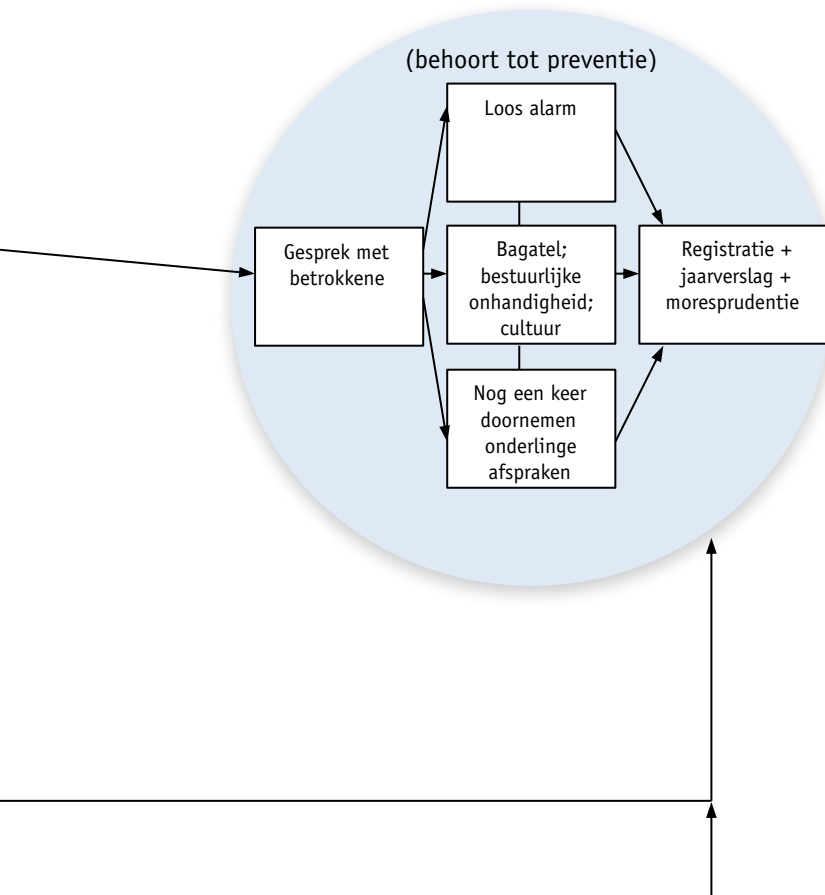 (behoort tot preventie)
Loos alarm
Gesprek met
betrokkene
Bagatel;
bestuurlijke
onhandigheid;
cultuur
Registratie +
jaarverslag +
moresprudentie
Nog een keer
doornemen
onderlinge
afspraken